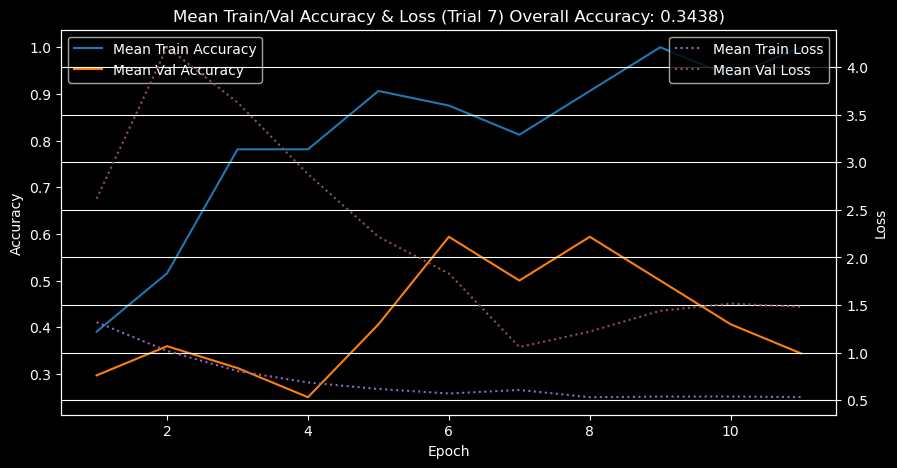 Mean Train/Val Accuracy & Loss (Trial 7) Overall Accuracy: 0.3438)
Mean Train Accuracy
Mean Val Accuracy
Mean Train Loss
Mean Val Loss
1.0
0.9
0.8
0.7
0.6
0.5
0.4
0.3
Accuracy
4.0
3.5
3.0
2.5
2.0
1.5
1.0
0.5
Loss
2 4 6 8 10
Epoch